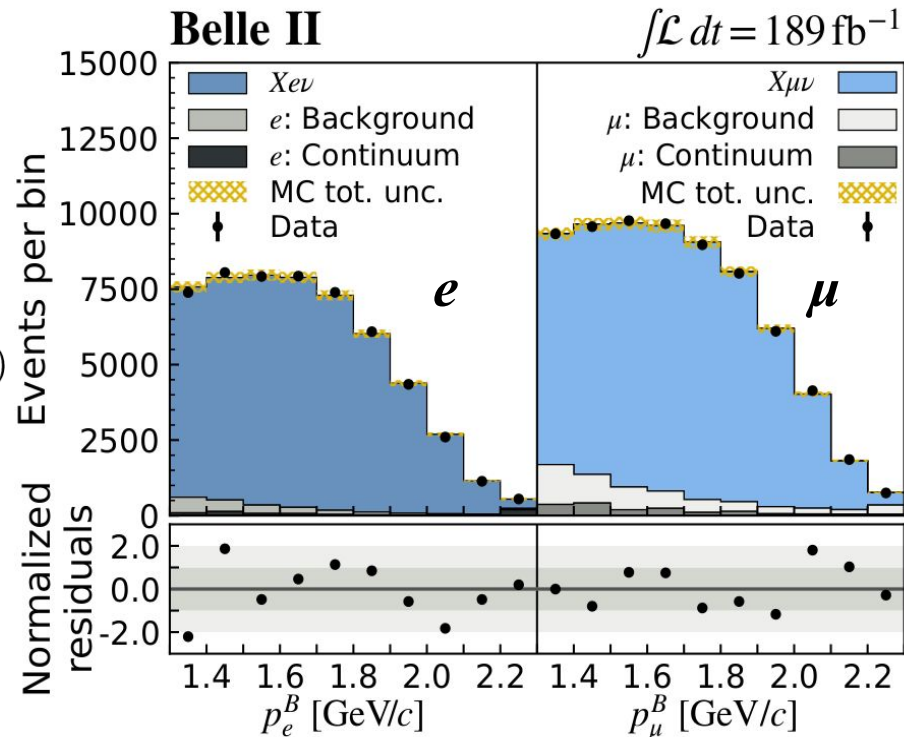 Belle II
∫ℒ dt = 189 fb⁻¹
Events per bin
15000
12500
10000
7500
5000
2500
0
Xeν
e: Background
e: Continuum
MC tot. unc.
Data
e
Xμν
μ: Background
μ: Continuum
MC tot. unc.
Data
μ
)
Normalized
residuals
2.0
0.0
-2.0
1.4 1.6 1.8 2.0 2.2
1.4 1.6 1.8 2.0 2.2
p_e^B [GeV/c]
p_μ^B [GeV/c]